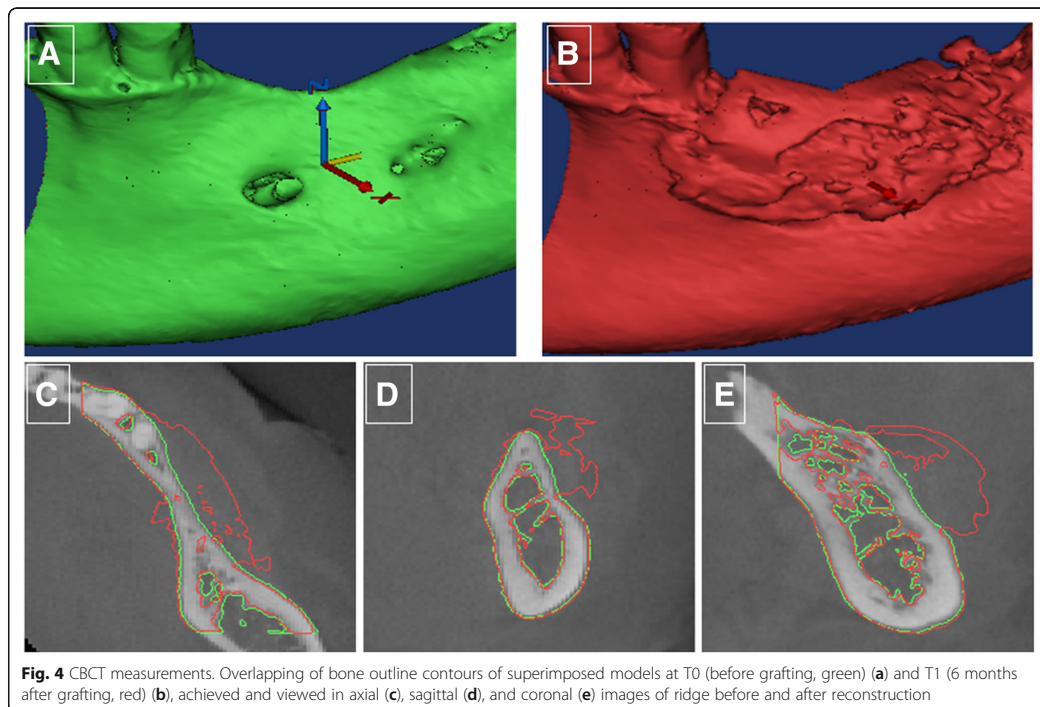 A
B
Z
X
X
C
D
E
Fig. 4 CBCT measurements. Overlapping of bone outline contours of superimposed models at T0 (before grafting, green) (a) and T1 (6 months
after grafting, red) (b), achieved and viewed in axial (c), sagittal (d), and coronal (e) images of ridge before and after reconstruction